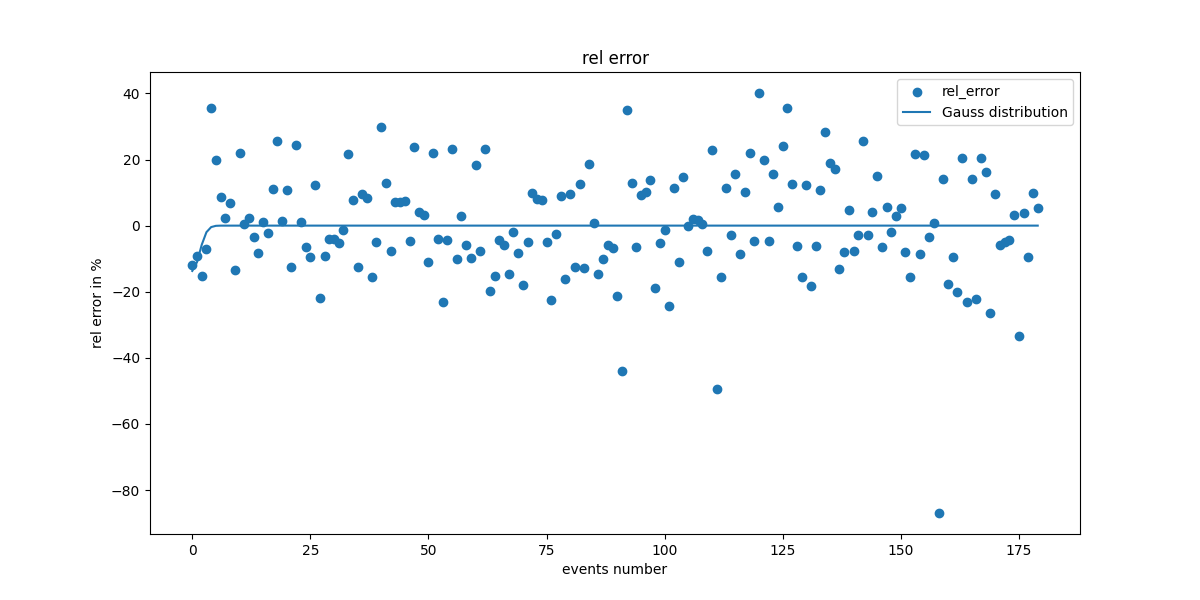 rel error
rel_error
Gauss distribution
rel error in %
40
20
0
−20
−40
−60
−80
0 25 50 75 100 125 150 175
events number